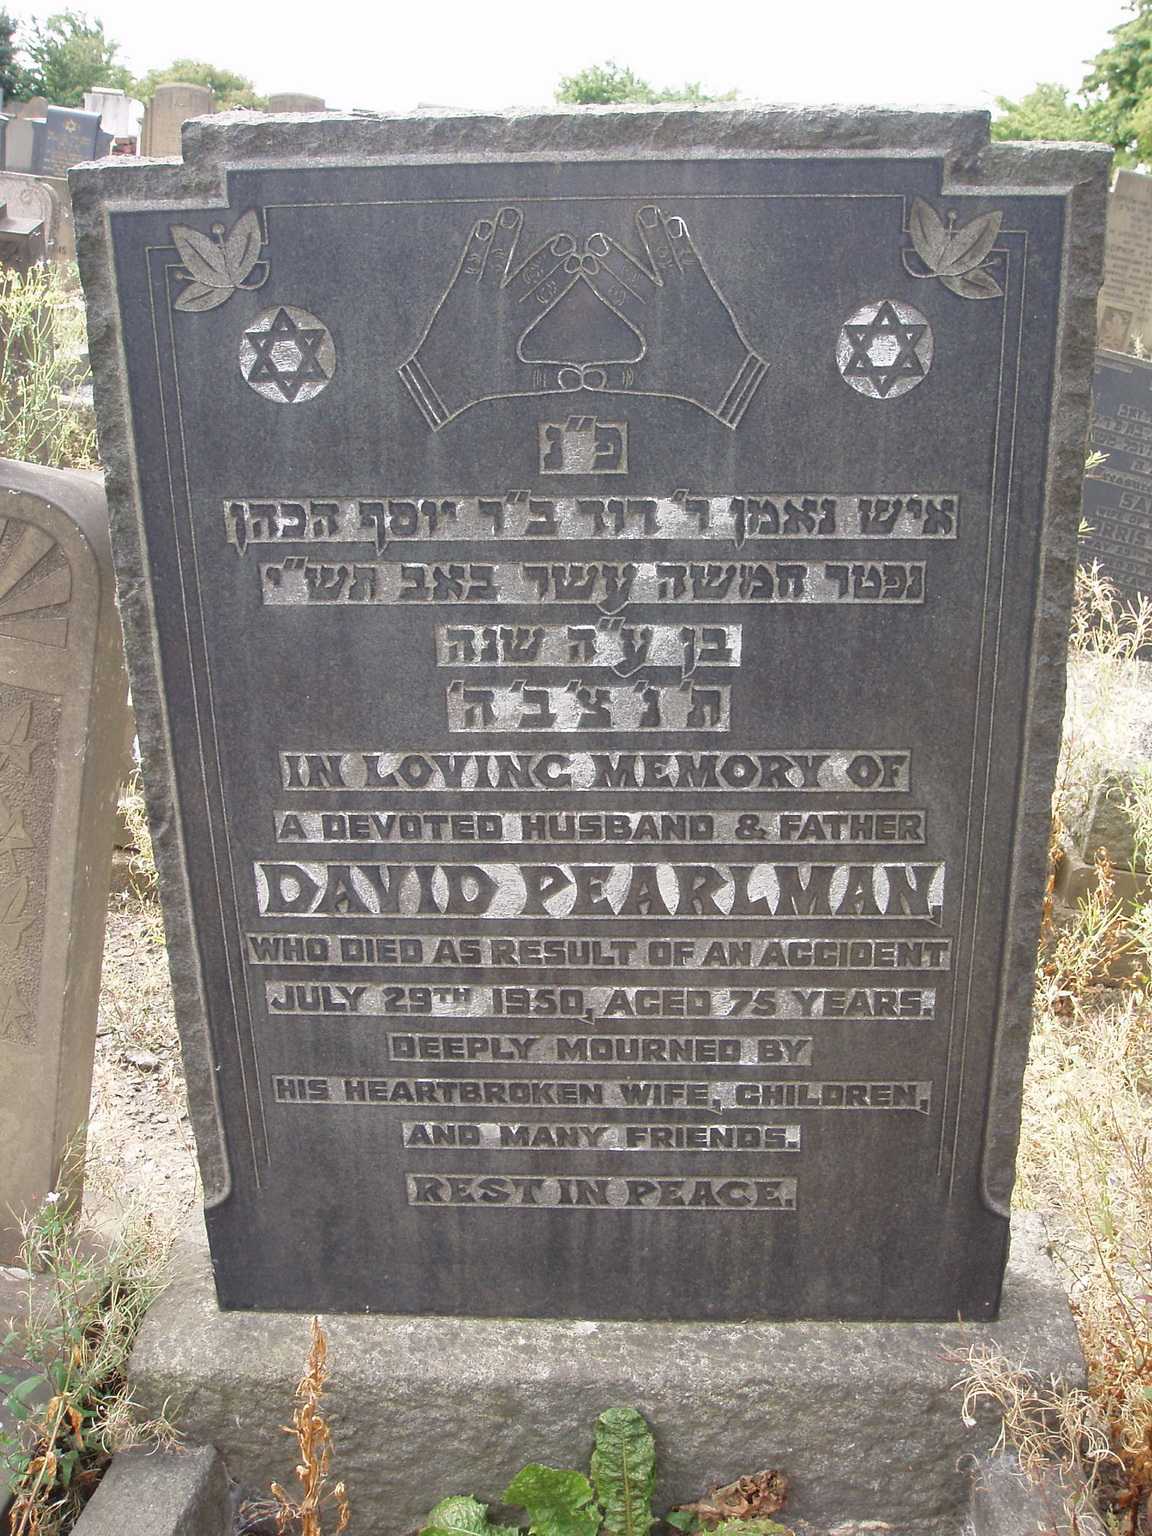 פ״נ
איש נאמן ר׳ דוד ב״ר יוסף הכהן
נפטר חמשה עשר באב תש״י
בן ע״ה שנה
ת׳ נ׳ צ׳ ב׳ ה׳
IN LOVING MEMORY OF
A DEVOTED HUSBAND & FATHER
DAVID PEARLMAN,
WHO DIED AS RESULT OF AN ACCIDENT
JULY 29TH 1950, AGED 75 YEARS.
DEEPLY MOURNED BY
HIS HEARTBROKEN WIFE, CHILDREN,
AND MANY FRIENDS.
REST IN PEACE.